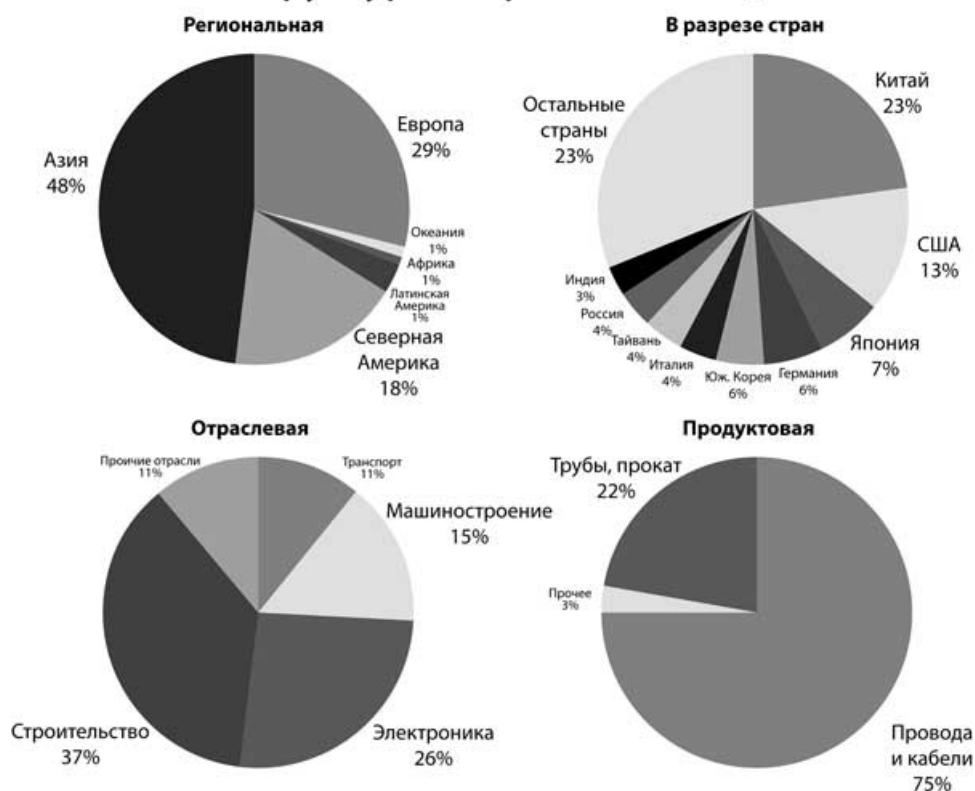 Региональная
Азия
48%
Европа
29%
Океания
1%
Африка
1%
Латинская
Америка
1%
Северная
Америка
18%
В разрезе стран
Остальные
страны
23%
Китай
23%
США
13%
Япония
7%
Германия
6%
Юж. Корея
6%
Италия
4%
Тайвань
4%
Россия
4%
Индия
3%
Отраслевая
Проичие отрасли
11%
Транспорт
11%
Машиностроение
15%
Электроника
26%
Строительство
37%
Продуктовая
Трубы, прокат
22%
Прочее
3%
Провода
и кабели
75%